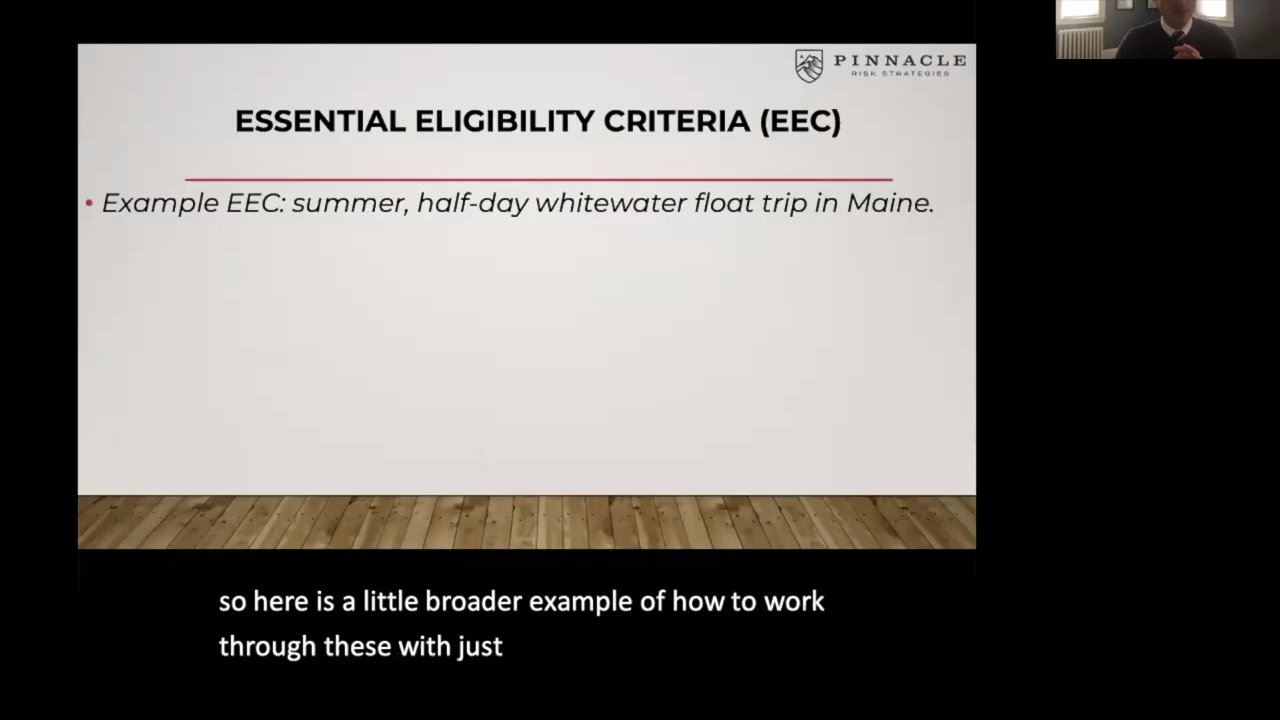 PINNACLE
RISK STRATEGIES
ESSENTIAL ELIGIBILITY CRITERIA (EEC)
• Example EEC: summer, half-day whitewater float trip in Maine.
so here is a little broader example of how to work
through these with just